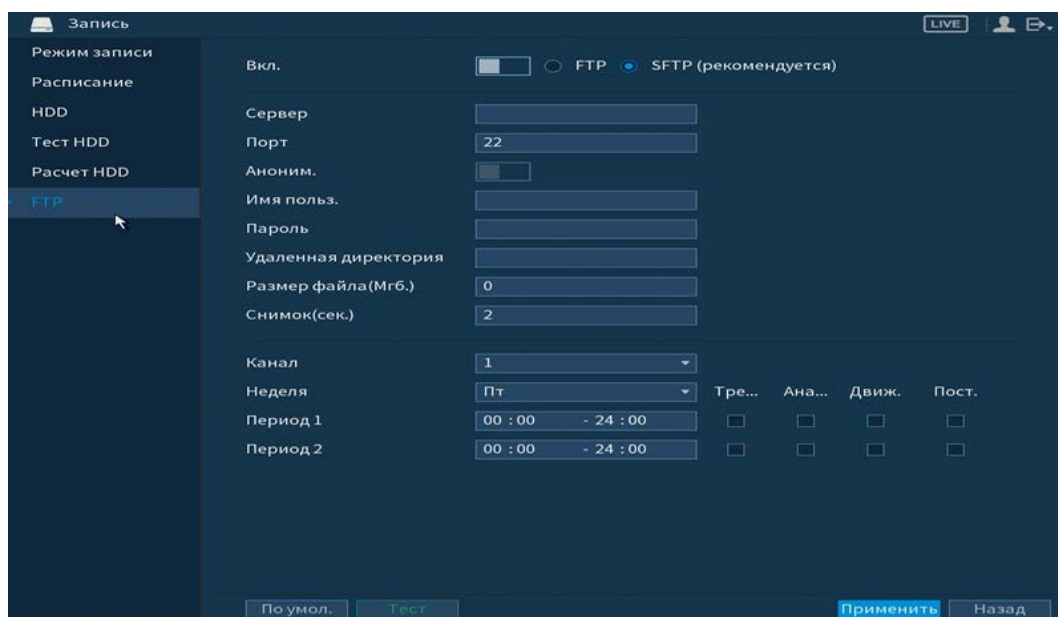 Запись LIVE
Режим записи
Расписание
HDD
Тест HDD
Расчет HDD
FTP
Вкл. FTP SFTP (рекомендуется)
Сервер
Порт 22
Аноним.
Имя польз.
Пароль
Удаленная директория
Размер файла(Мгб.) 0
Снимок(сек.) 2
Канал 1
Неделя Пт Тре... Ана... Движ. Пост.
Период 1 00 :00 - 24 :00
Период 2 00 :00 - 24 :00
По умол. Тест Применить Назад